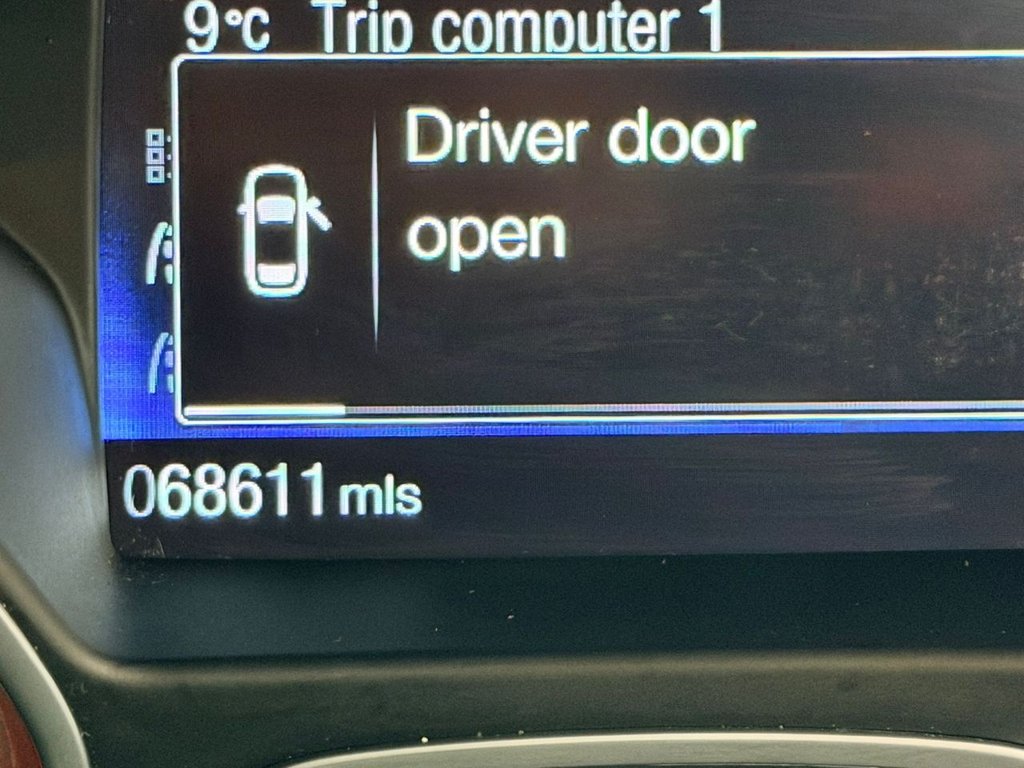 9°C Trip computer 1
Driver door
open
068611 mls